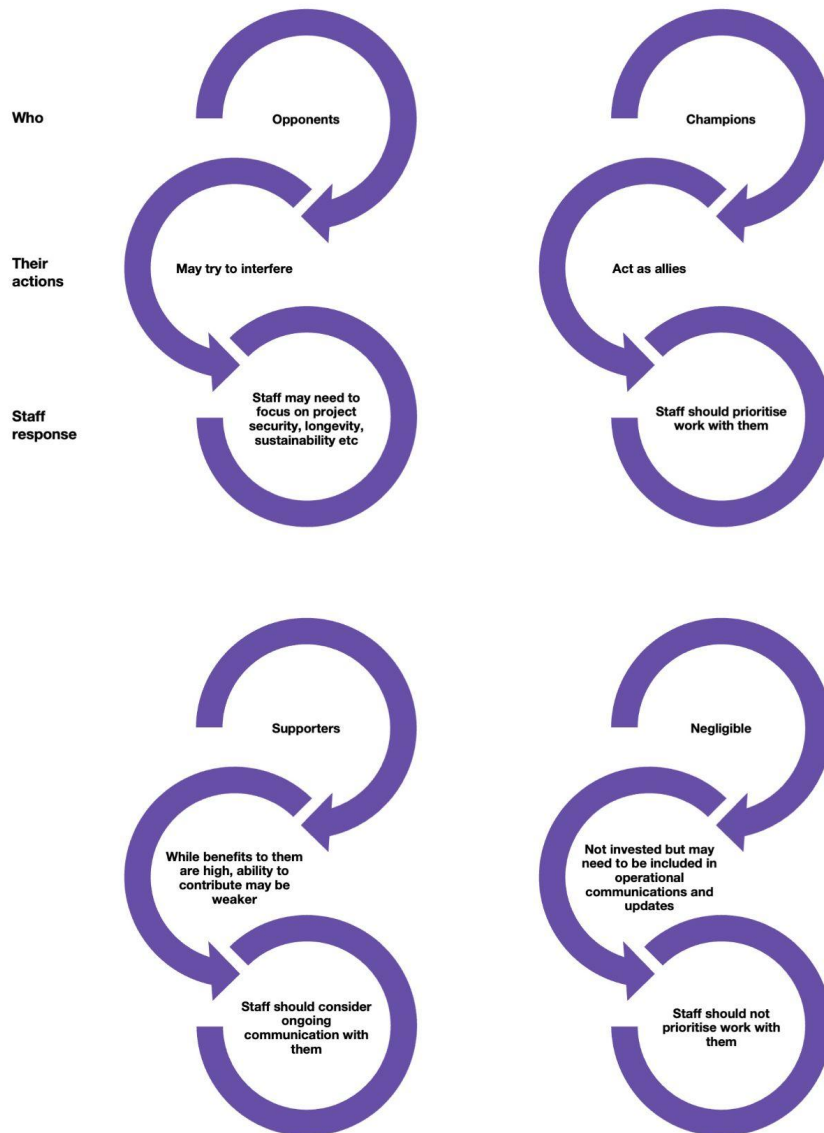 Who
Opponents
Champions
Their
actions
May try to interfere
Act as allies
Staff
response
Staff may need to
focus on project
security, longevity,
sustainability etc
Staff should prioritise
work with them
Supporters
Negligible
While benefits to them
are high, ability to
contribute may be
weaker
Not invested but may
need to be included in
operational
communications and
updates
Staff should consider
ongoing
communication with
them
Staff should not
prioritise work with
them